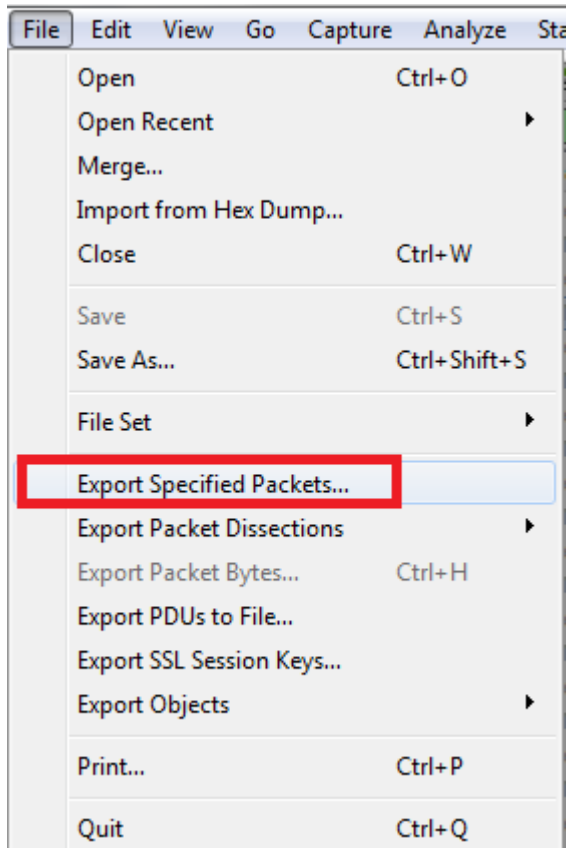 File Edit View Go Capture Analyze Sta
Open Ctrl+O
Open Recent
Merge...
Import from Hex Dump...
Close Ctrl+W
Save Ctrl+S
Save As... Ctrl+Shift+S
File Set
Export Specified Packets...
Export Packet Dissections
Export Packet Bytes... Ctrl+H
Export PDUs to File...
Export SSL Session Keys...
Export Objects
Print... Ctrl+P
Quit Ctrl+Q